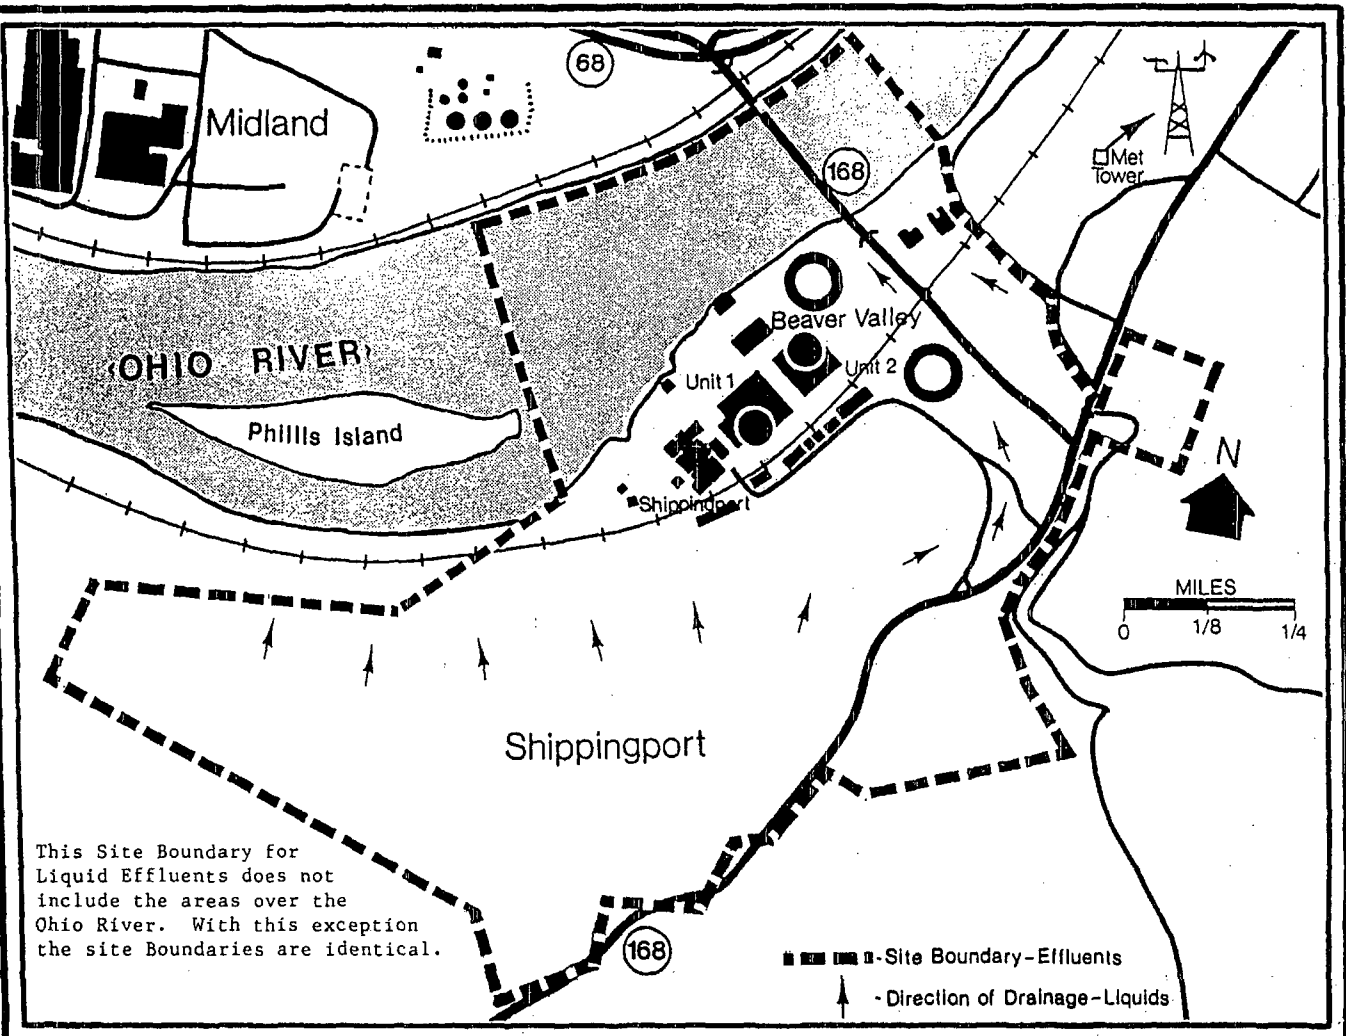 68
Midland
168
Met
Tower
Beaver Valley
OHIO RIVER
Unit 1
Unit 2
Phillis Island
N
Shippingport
MILES
0 1/8 1/4
Shippingport
This Site Boundary for
Liquid Effluents does not
include the areas over the
Ohio River. With this exception
the site Boundaries are identical.
168
-Site Boundary-Effluents
-Direction of Drainage-Liquids